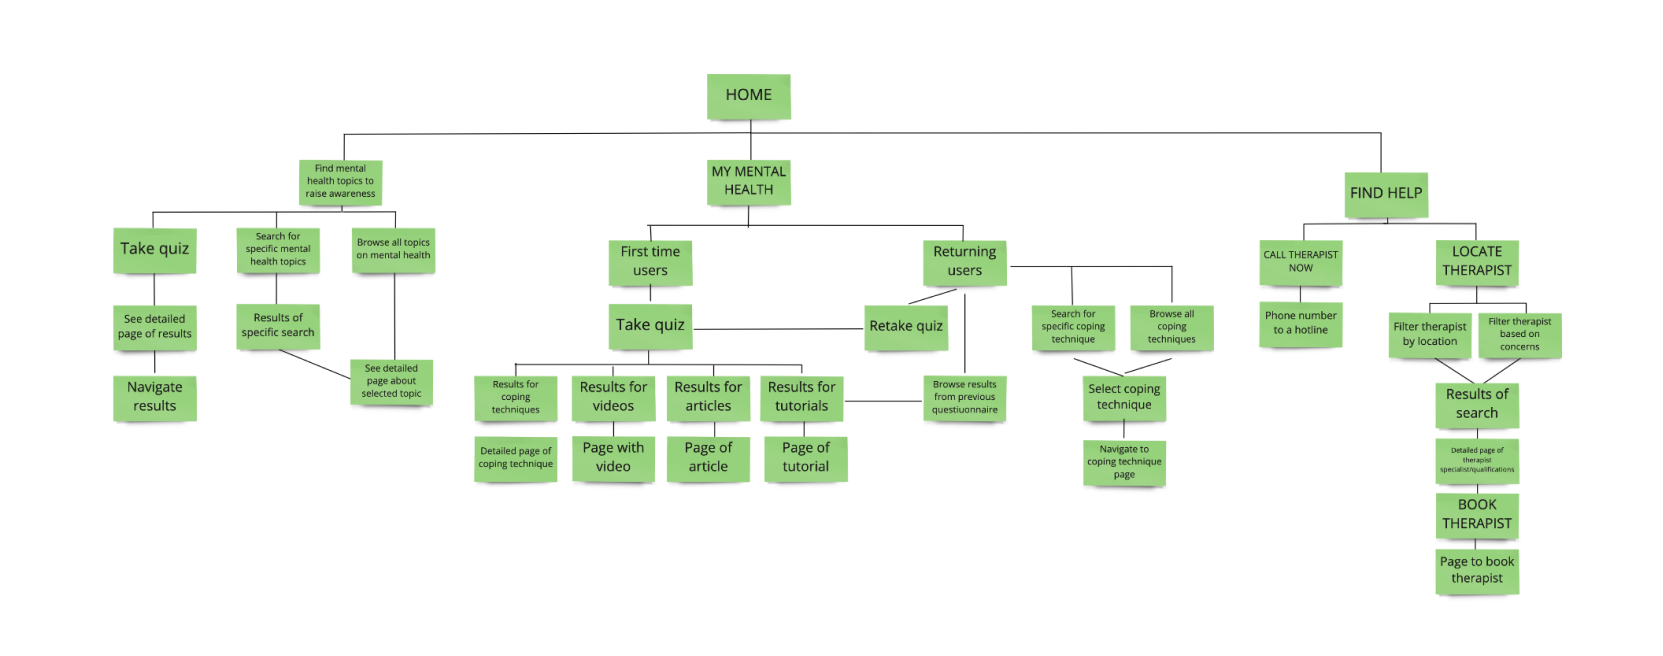 HOME
Find mental
health topics to
raise awareness
MY MENTAL
HEALTH
FIND HELP
Take quiz
Search for
specific mental
health topics
Browse all topics
on mental health
First time
users
Returning
users
CALL THERAPIST
NOW
LOCATE
THERAPIST
See detailed
page of results
Results of
specific search
Take quiz
Retake quiz
Search for
specific coping
technique
Browse all
coping
techniques
Phone number
to a hotline
Filter therapist
by location
Filter therapist
based on
concerns
Navigate
results
See detailed
page about
selected topic
Results for
coping
techniques
Results for
videos
Results for
articles
Results for
tutorials
Browse results
from previous
questiuonnaire
Select coping
technique
Results of
search
Detailed page of
coping technique
Page with
video
Page of
article
Page of
tutorial
Navigate to
coping technique
page
Detailed page of
therapist
specialist/qualifications
BOOK
THERAPIST
Page to book
therapist